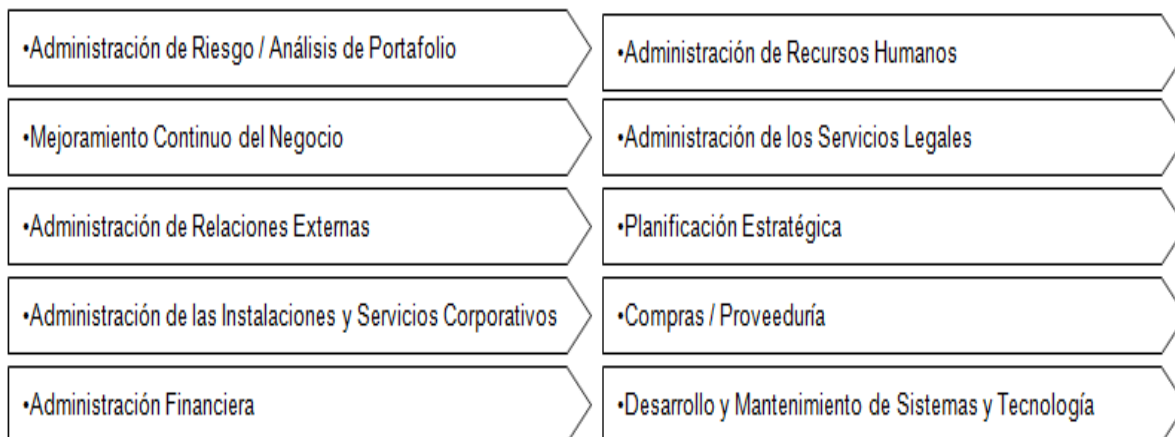 •Administración de Riesgo / Análisis de Portafolio
•Mejoramiento Continuo del Negocio
•Administración de Relaciones Externas
•Administración de las Instalaciones y Servicios Corporativos
•Administración Financiera
•Administración de Recursos Humanos
•Administración de los Servicios Legales
•Planificación Estratégica
•Compras / Proveeduría
•Desarrollo y Mantenimiento de Sistemas y Tecnología